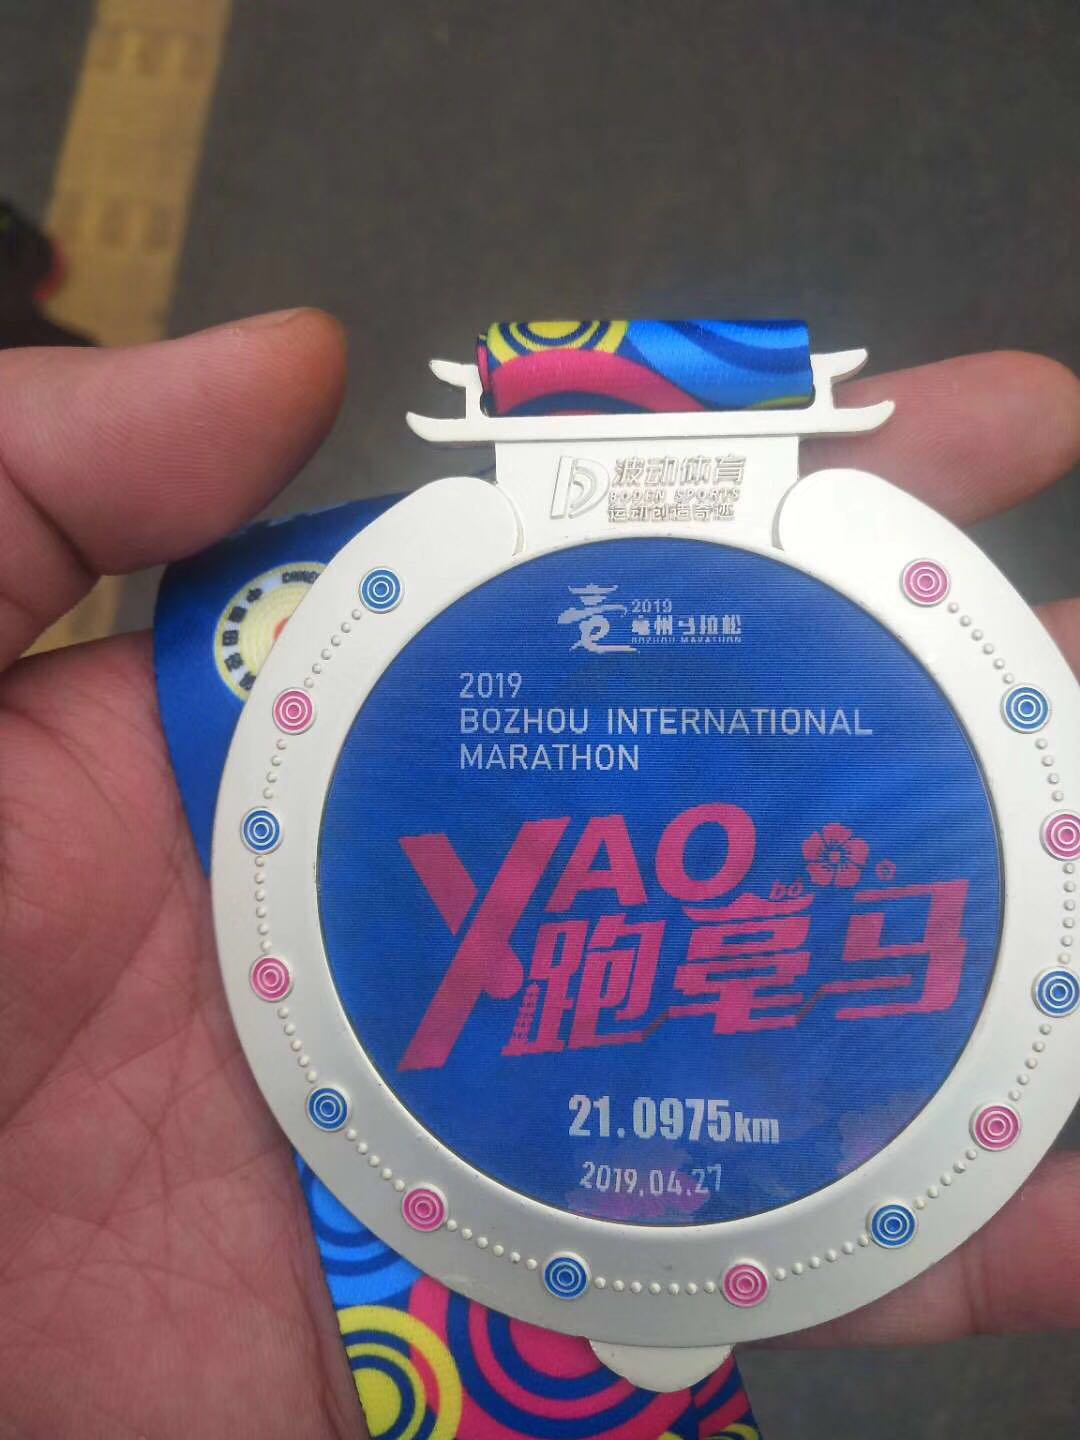 波动体育
BODEN SPORTS
运动创造奇迹
2019
亳州马拉松
BOZHOU MARATHON
2019
BOZHOU INTERNATIONAL
MARATHON
YAO
bó
跑亳马
21.0975km
2019.04.27